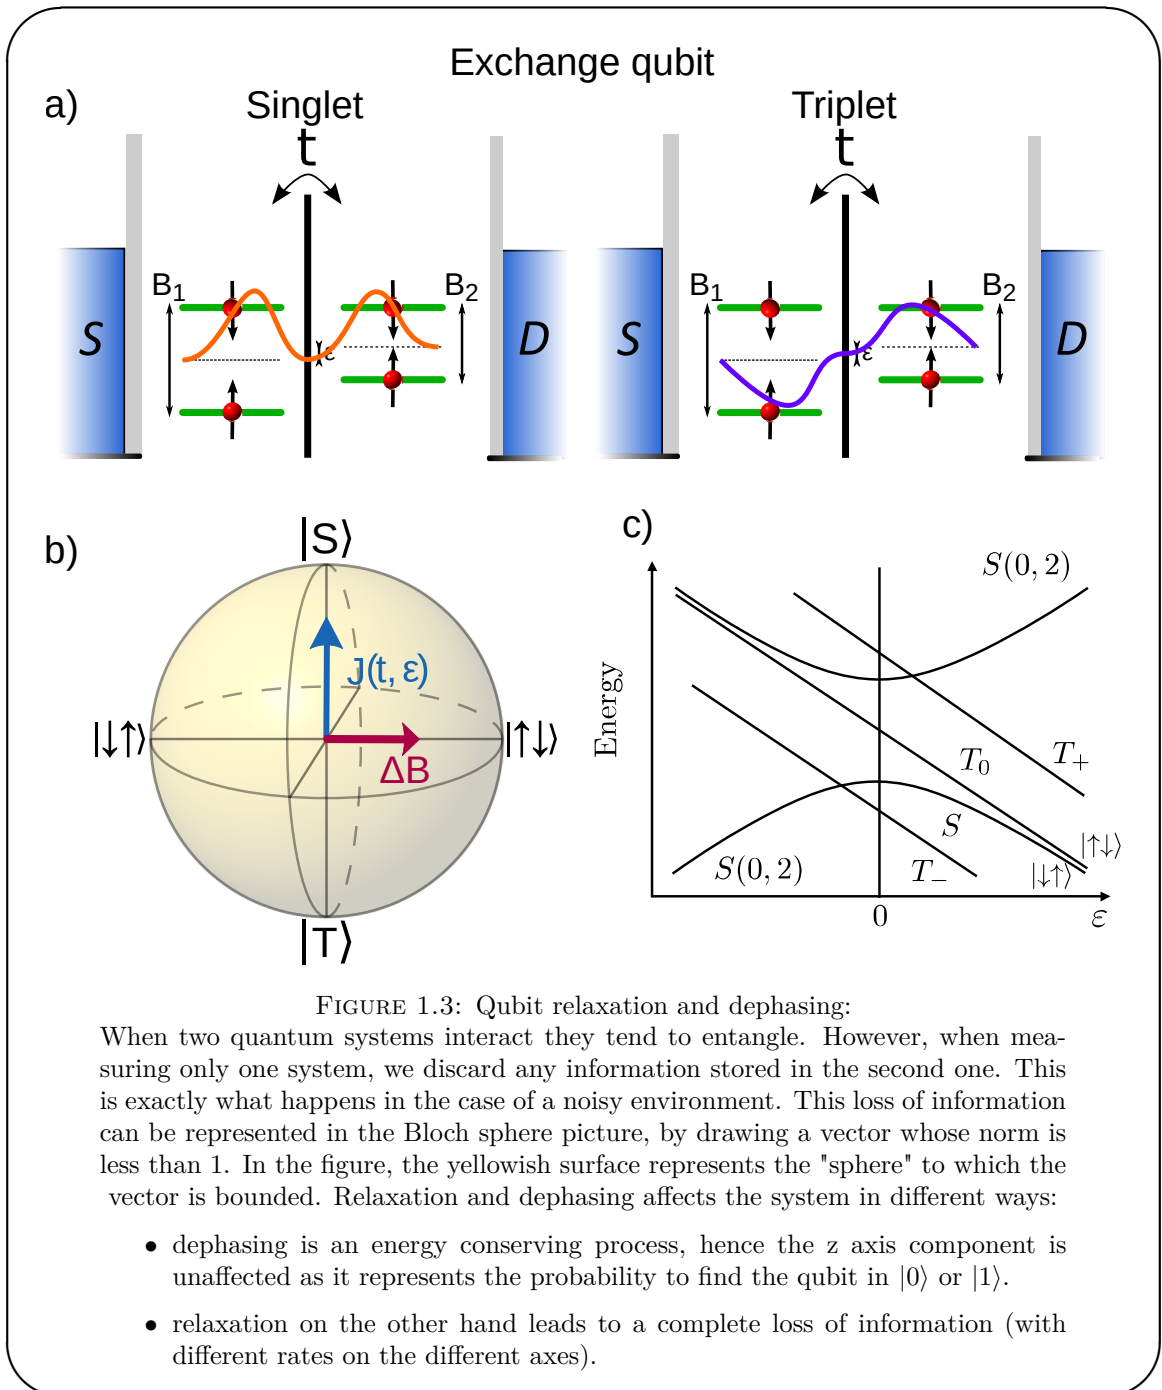 Exchange qubit
a)
Singlet
Triplet
t
t
B1
B2
B1
B2
S
ε
D
S
ε
D
b)
|S⟩
c)
S(0, 2)
J(t, ε)
Energy
|↓↑⟩
|↑↓⟩
ΔB
T0
T+
S
|↑↓⟩
S(0, 2)
T−
|↓↑⟩
0
ε
|T⟩
Figure 1.3: Qubit relaxation and dephasing:
When two quantum systems interact they tend to entangle. However, when mea-
suring only one system, we discard any information stored in the second one. This
is exactly what happens in the case of a noisy environment. This loss of information
can be represented in the Bloch sphere picture, by drawing a vector whose norm is
less than 1. In the figure, the yellowish surface represents the "sphere" to which the
vector is bounded. Relaxation and dephasing affects the system in different ways:
• dephasing is an energy conserving process, hence the z axis component is
unaffected as it represents the probability to find the qubit in |0⟩ or |1⟩.
• relaxation on the other hand leads to a complete loss of information (with
different rates on the different axes).